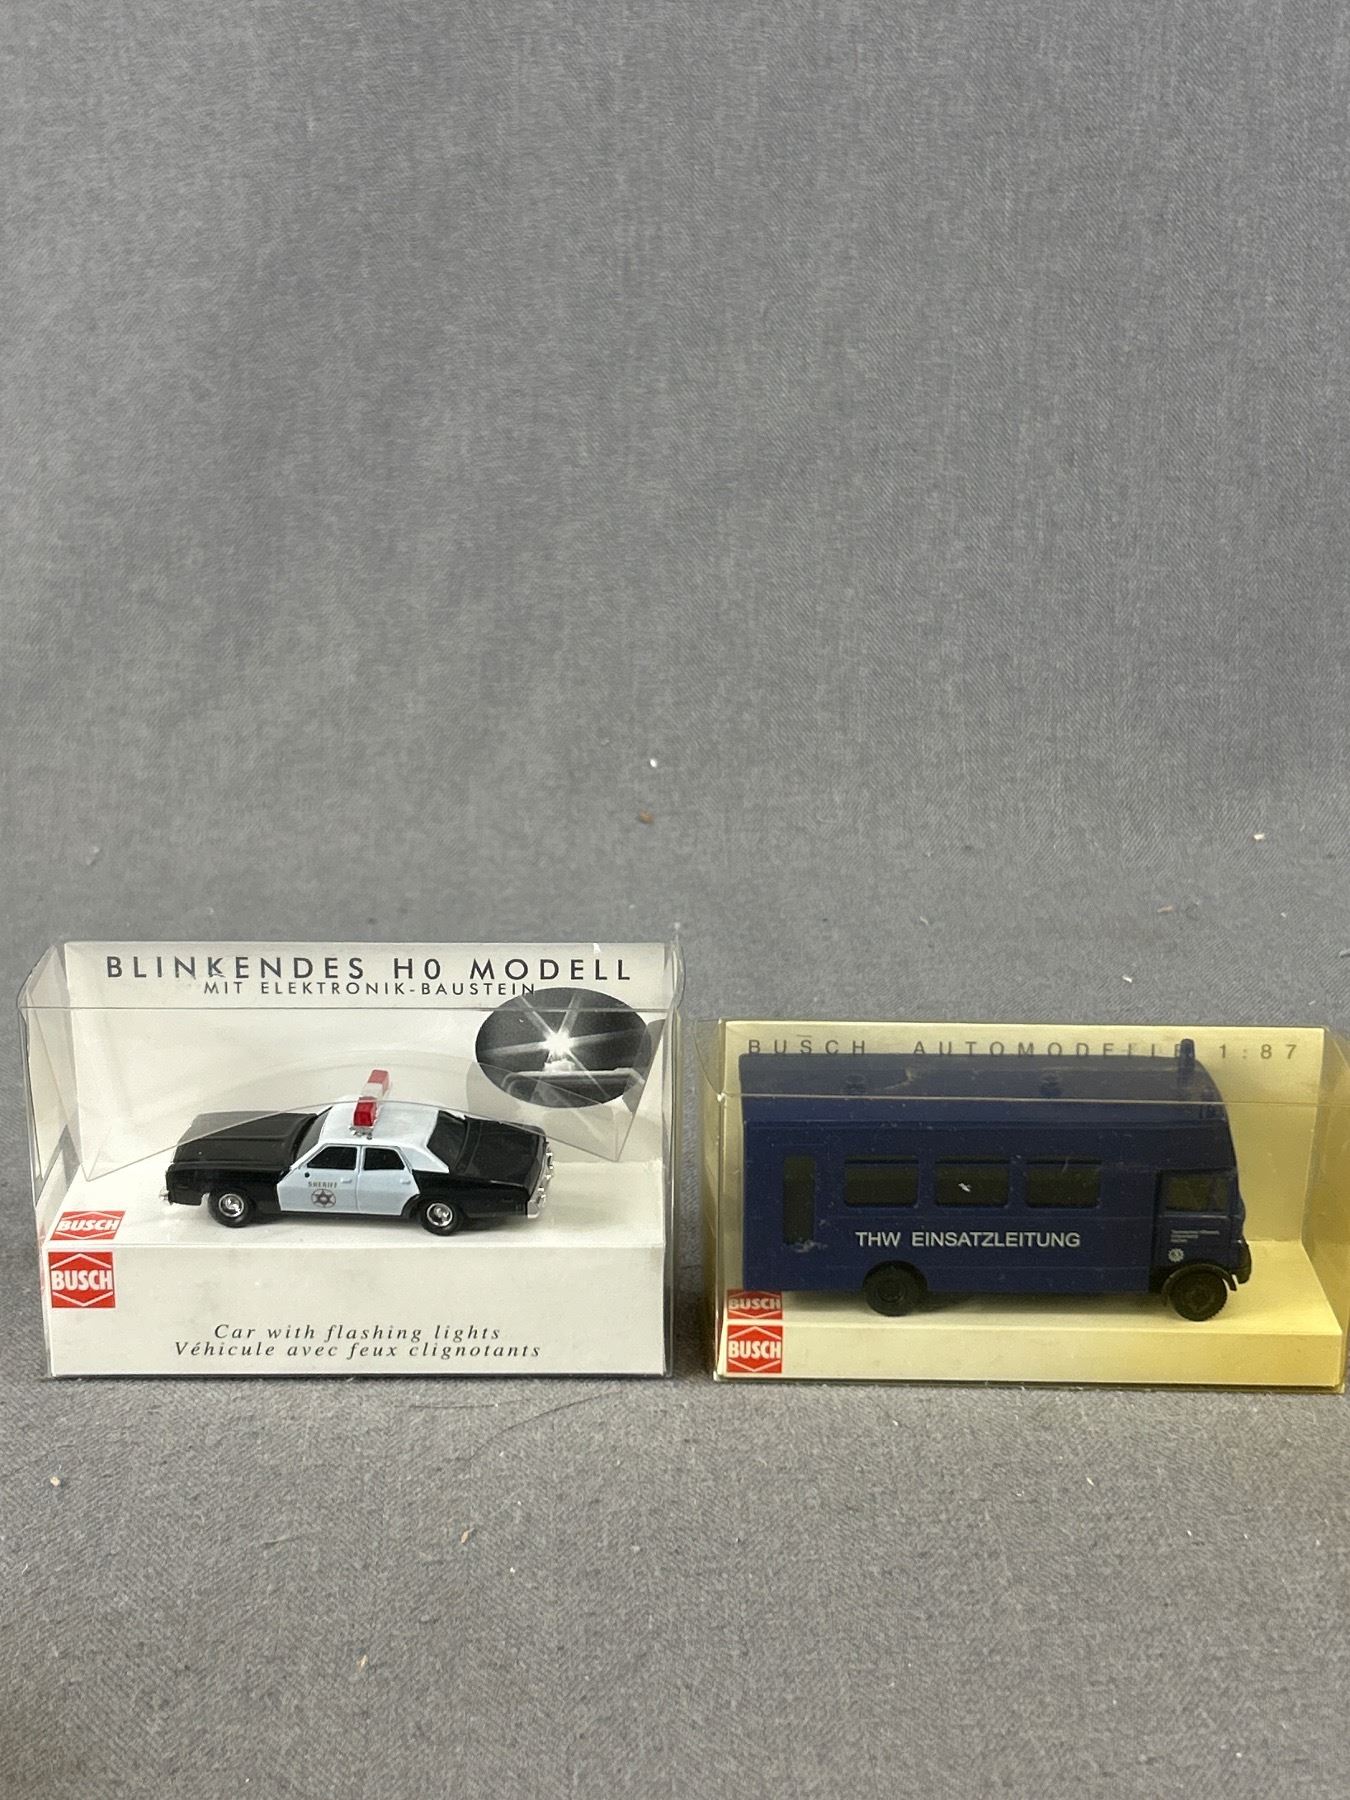 BLINKENDES H0 MODELL
MIT ELEKTRONIK-BAUSTEIN
SHERIFF
BUSCH
BUSCH
Car with flashing lights
Véhicule avec feux clignotants
BUSCH AUTOMODELLE 1:87
THW EINSATZLEITUNG
BUSCH
BUSCH